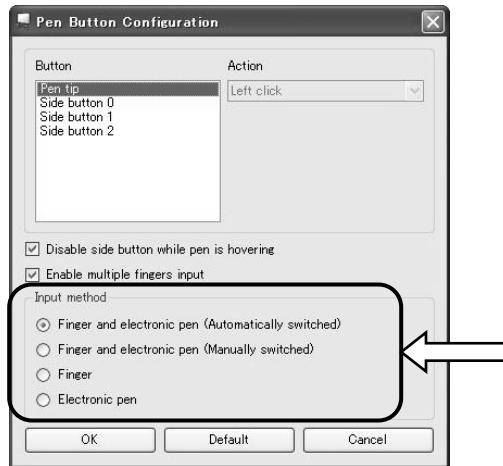 Pen Button Configuration
Button
Action
Pen tip
Side button 0
Side button 1
Side button 2
Left click
Disable side button while pen is hovering
Enable multiple fingers input
Input method
Finger and electronic pen (Automatically switched)
Finger and electronic pen (Manually switched)
Finger
Electronic pen
OK
Default
Cancel